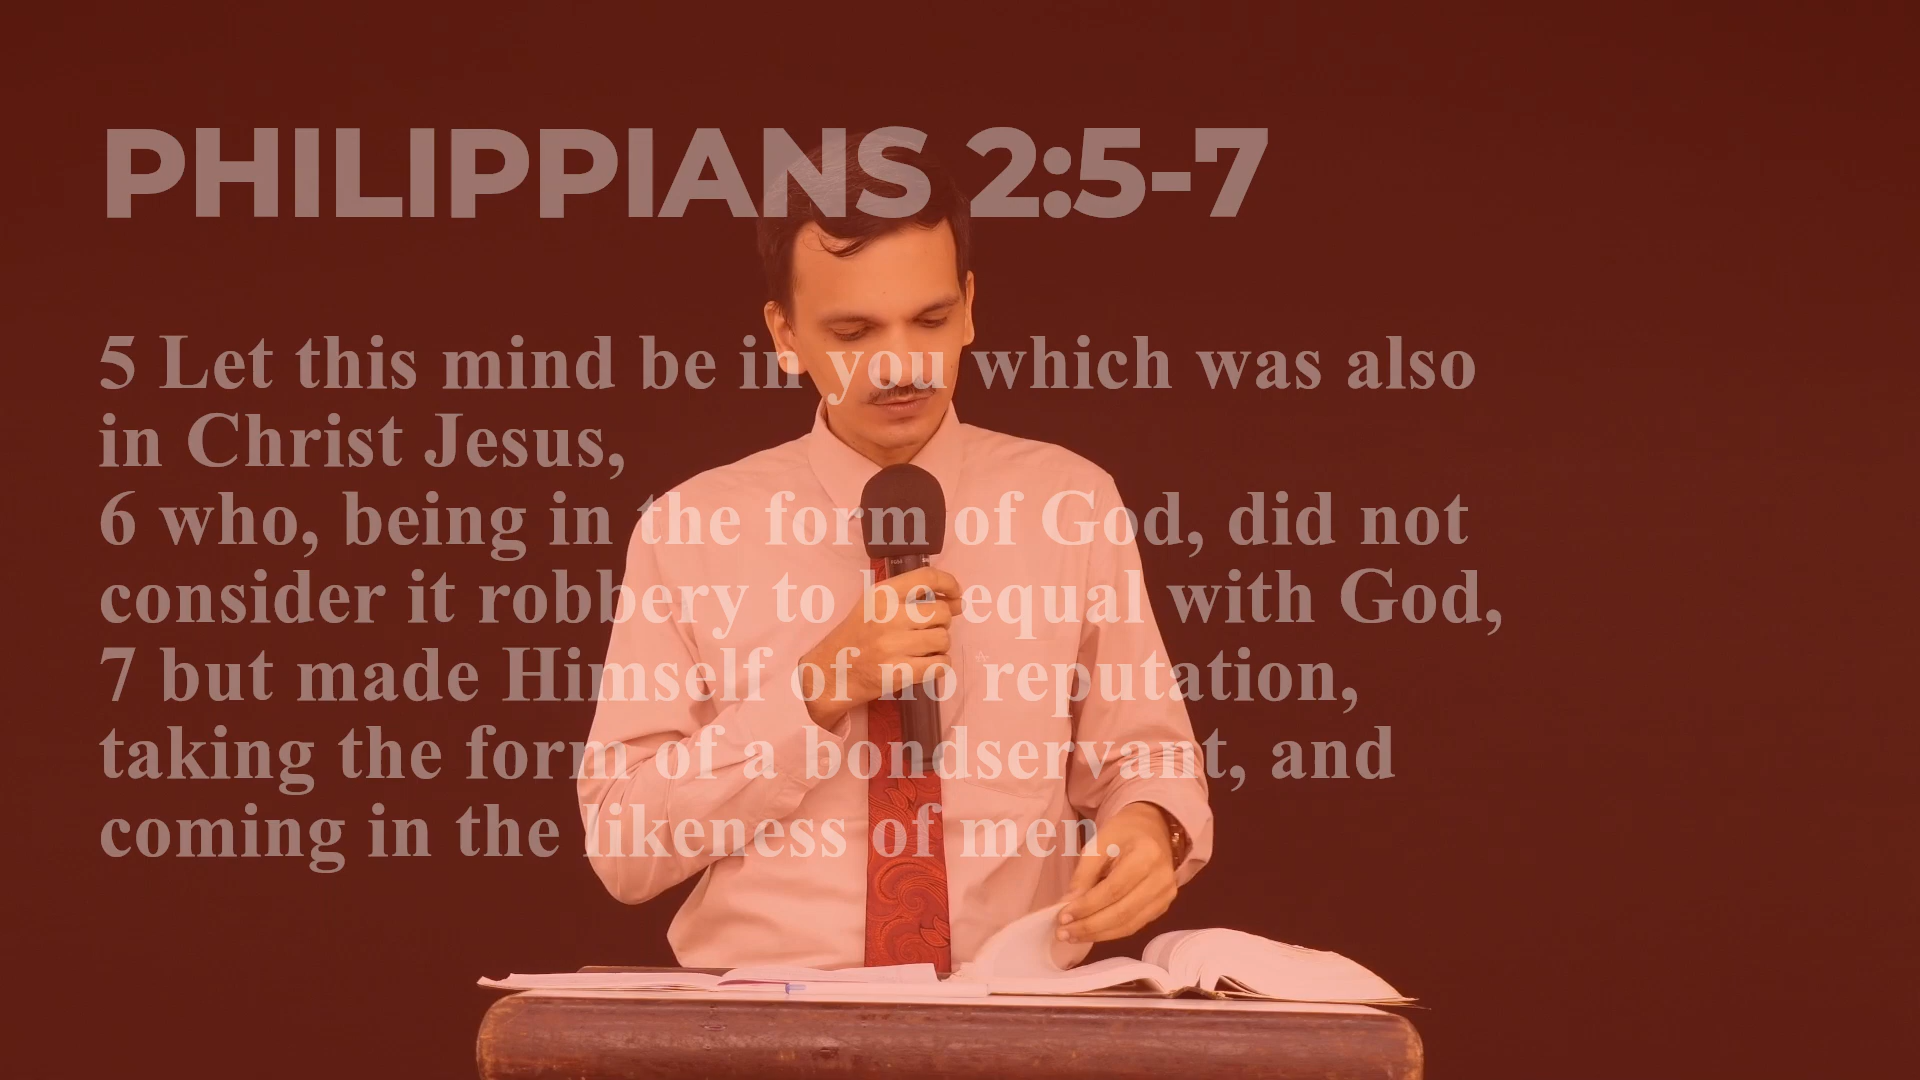 PHILIPPIANS 2:5-7
5 Let this mind be in you which was also
in Christ Jesus,
6 who, being in the form of God, did not
consider it robbery to be equal with God,
7 but made Himself of no reputation,
taking the form of a bondservant, and
coming in the likeness of men.